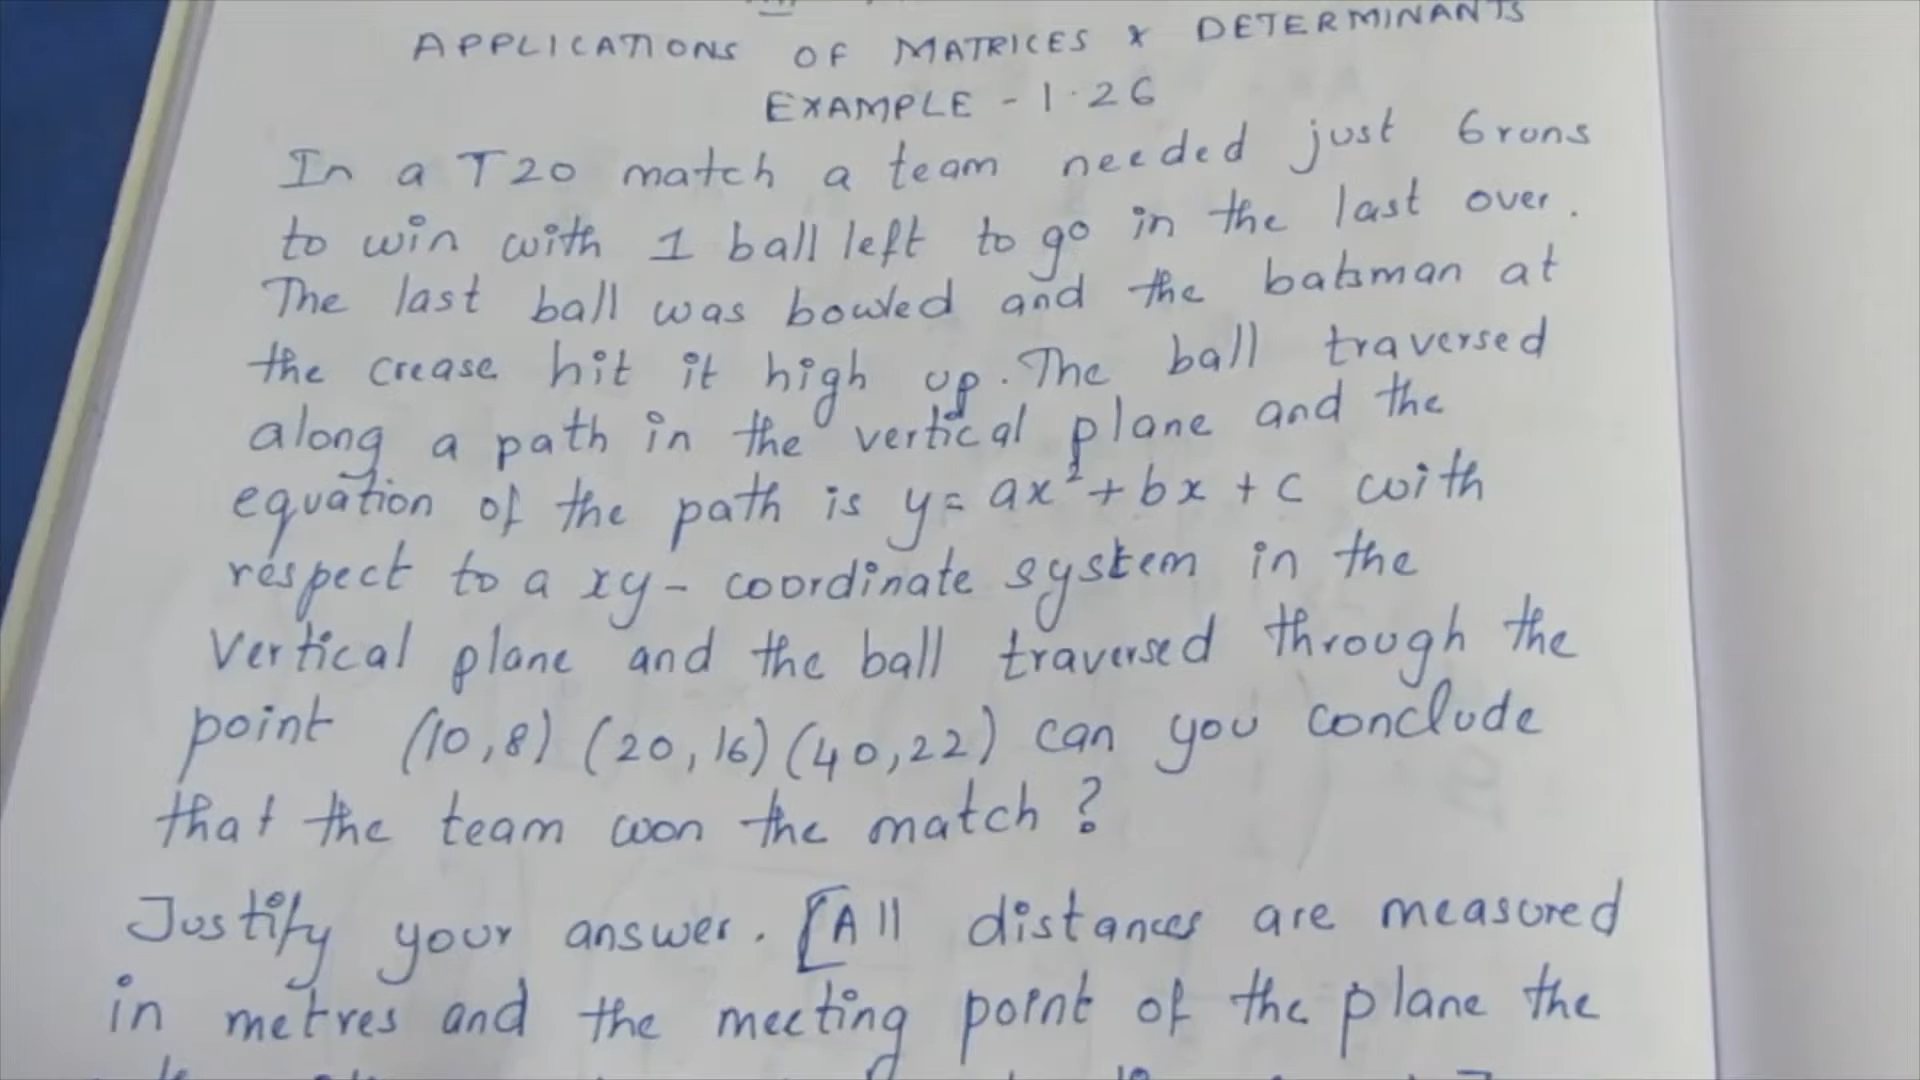 APPLICATIONS OF MATRICES & DETERMINANTS
EXAMPLE - 1.26
In a T20 match a team needed just 6 runs
to win with 1 ball left to go in the last over.
The last ball was bowled and the batsman at
the crease hit it high up. The ball traversed
along a path in the vertical plane and the
equation of the path is y = ax²+bx+c with
respect to a xy- coordinate system in the
Vertical plane and the ball traversed through the
point (10,8) (20,16) (40,22) can you conclude
that the team won the match ?
Justify your answer. [All distances are measured
in metres and the meeting point of the plane the